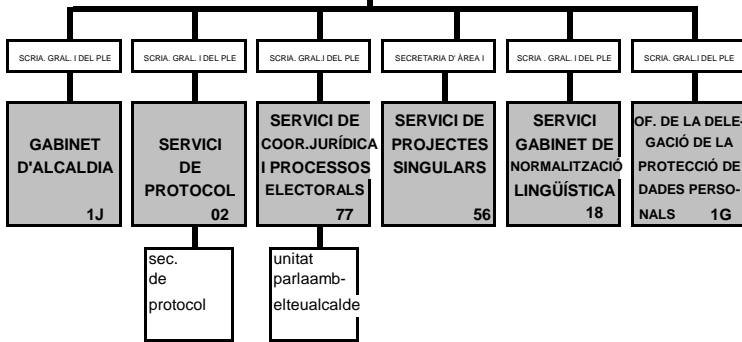 SCRIA. GRAL. I DEL PLE
SCRIA. GRAL. I DEL PLE
SCRIA. GRAL.I DEL PLE
SECRETARIA D' ÀREA I
SCRIA . GRAL. I DEL PLE
SCRIA. GRAL.I DEL PLE
GABINET
D'ALCALDIA
1J
SERVICI
DE
PROTOCOL
02
SERVICI DE
COOR.JURÍDICA
I PROCESSOS
ELECTORALS
77
SERVICI DE
PROJECTES
SINGULARS
56
SERVICI
GABINET DE
NORMALITZACIÓ
LINGÜÍSTICA
18
OF. DE LA DELE-
GACIÓ DE LA
PROTECCIÓ DE
DADES PERSO-
NALS 1G
sec.
de
protocol
unitat
parlaamb-
elteualcalde